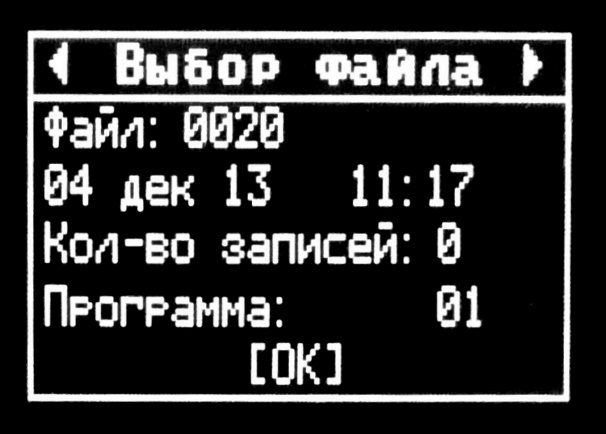 Выбор файла
Файл: 0020
04 дек 13 11:17
Кол-во записей: 0
Программа: 01
[OK]